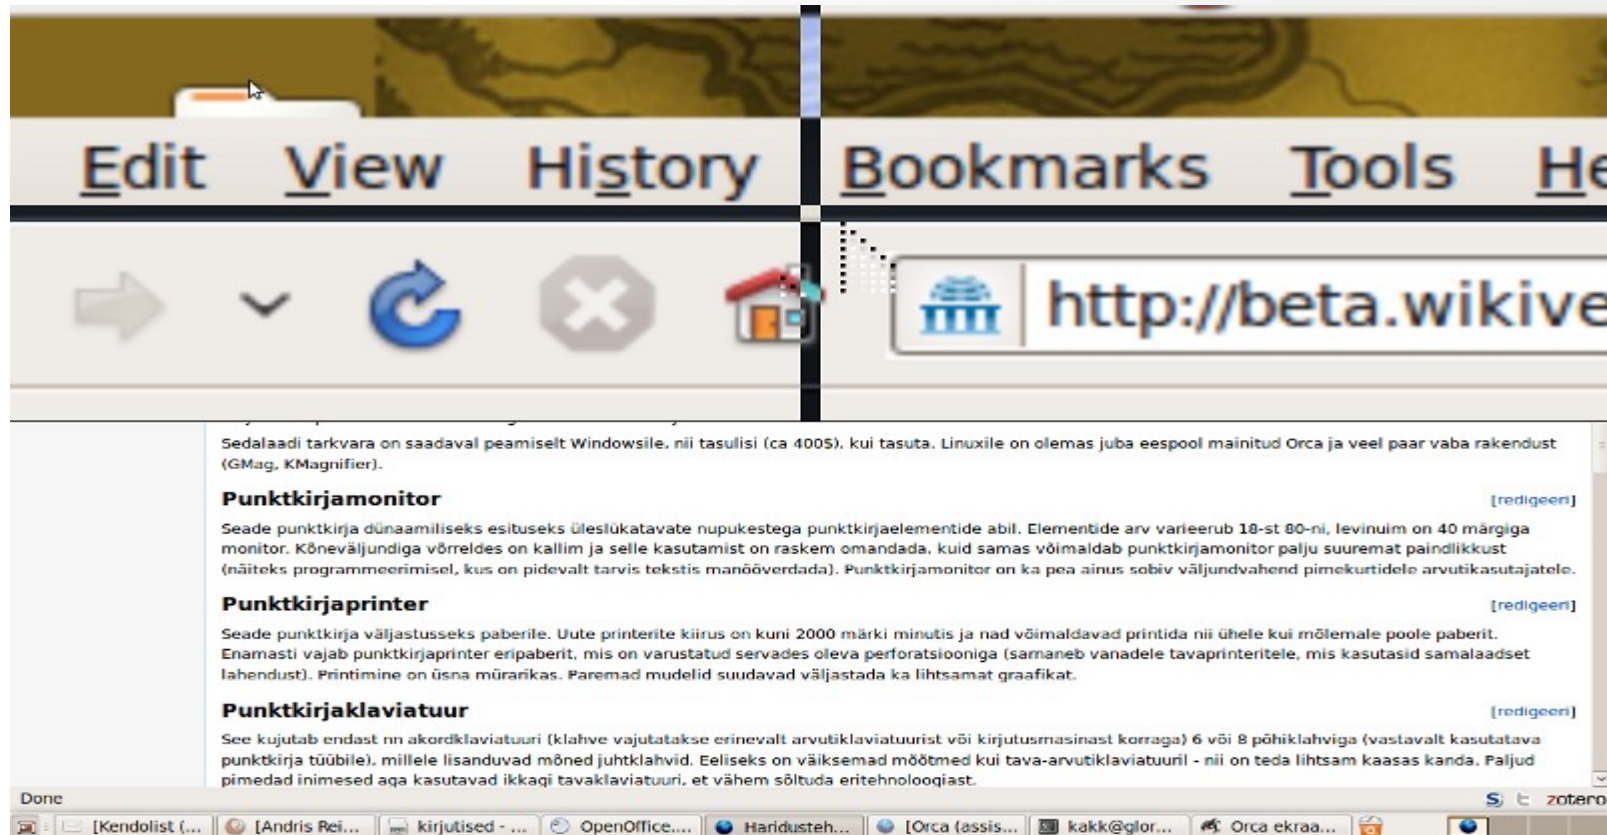 Edit View History Bookmarks Tools He
http://beta.wikive
Sedalaadi tarkvara on saadaval peamiselt Windowsile, nii tasulisi (ca 400$), kui tasuta. Linuxile on olemas juba eespool mainitud Orca ja veel paar vaba rakendust
(GMag, KMagnifier).
Punktkirjamonitor [redigeeri]
Seade punktkirja dünaamiliseks esituseks üleslükatavate nupukestega punktkirjaelementide abil. Elementide arv varieerub 18-st 80-ni, levinuim on 40 märgiga
monitor. Kõneväljundiga võrreldes on kallim ja selle kasutamist on raskem omandada, kuid samas võimaldab punktkirjamonitor palju suuremat paindlikkust
(näiteks programmeerimisel, kus on pidevalt tarvis tekstis manööverdada). Punktkirjamonitor on ka pea ainus sobiv väljundvahend pimekurtidele arvutikasutajatele.
Punktkirjaprinter [redigeeri]
Seade punktkirja väljastusseks paberile. Uute printerite kiirus on kuni 2000 märki minutis ja nad võimaldavad printida nii ühele kui mõlemale poole paberit.
Enamasti vajab punktkirjaprinter eripaberit, mis on varustatud servades oleva perforatsiooniga (sarnaneb vanadele tavaprinteritele, mis kasutasid samalaadset
lahendust). Printimine on üsna mürarikas. Paremad mudelid suudavad väljastada ka lihtsamat graafikat.
Punktkirjaklaviatuur [redigeeri]
See kujutab endast nn akordklaviatuuri (klahve vajutatakse erinevalt arvutiklaviatuurist või kirjutusmasinast korraga) 6 või 8 põhiklahviga (vastavalt kasutatava
punktkirja tüübile), millele lisanduvad mõned juhtklahvid. Eeliseks on väiksemad mõõtmed kui tava-arvutiklaviatuuril - nii on teda lihtsam kaasas kanda. Paljud
pimedad inimesed aga kasutavad ikkagi tavaklaviatuuri, et vähem sõltuda eritehnoloogiast.
Done S t zotero
[Kendolist (... [Andris Rei... kirjutised - ... OpenOffice.... Haridusteh... [Orca (assis... kakk@glor... Orca ekraa...